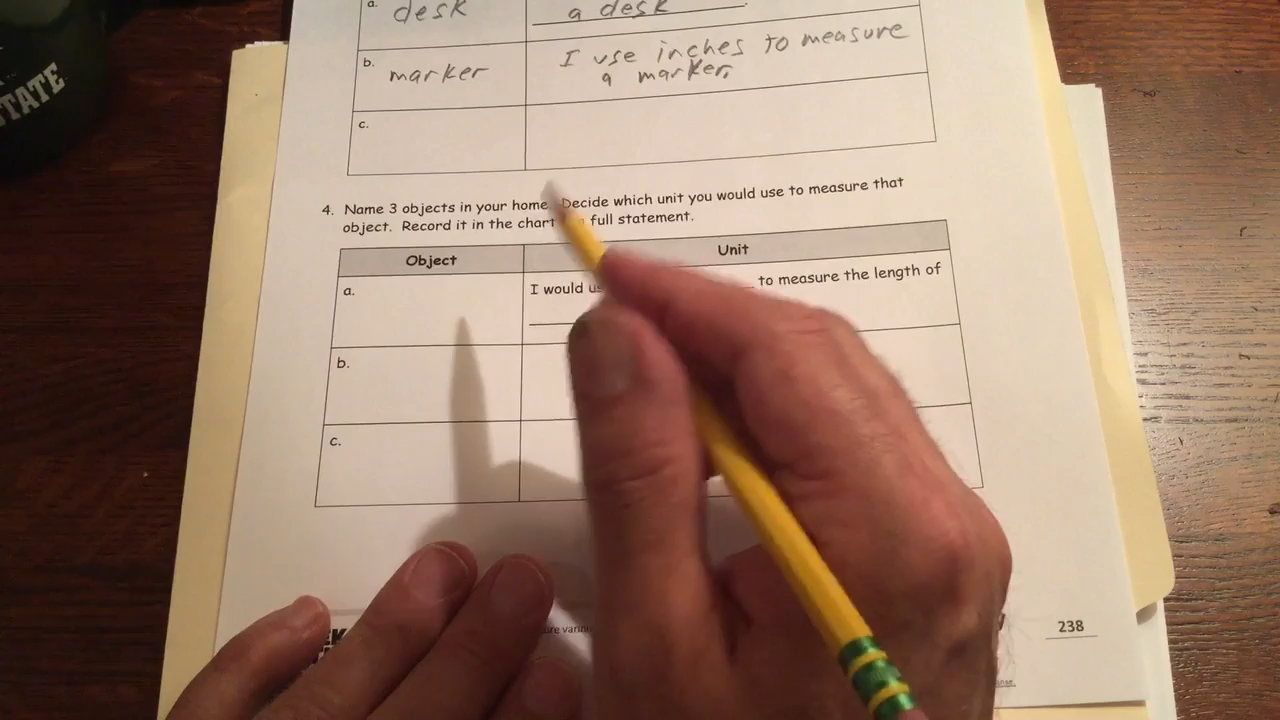 a. desk
a desk .
STATE
b. marker
I use inches to measure
a marker.
c.
4. Name 3 objects in your home. Decide which unit you would use to measure that
object. Record it in the chart full statement.
Object Unit
a. I would to measure the length of
b.
c.
238